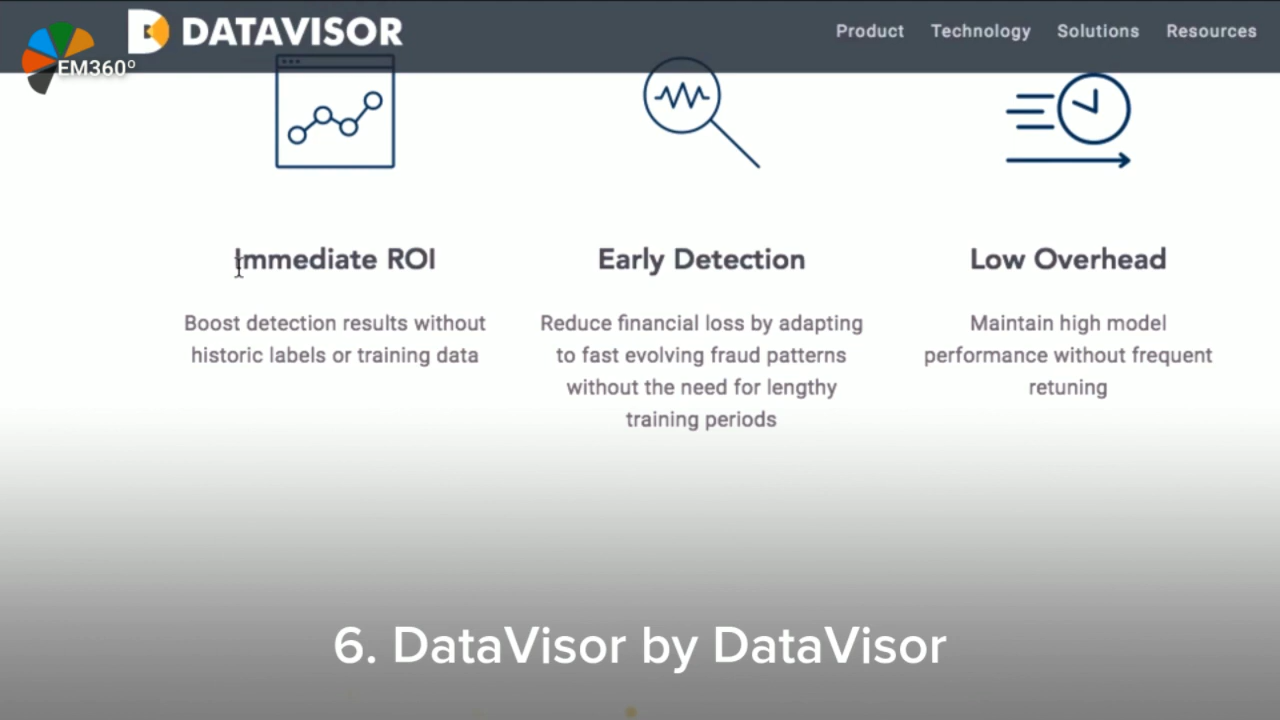 DATAVISOR
Product Technology Solutions Resources
EM360°
Immediate ROI
Boost detection results without
historic labels or training data
Early Detection
Reduce financial loss by adapting
to fast evolving fraud patterns
without the need for lengthy
training periods
Low Overhead
Maintain high model
performance without frequent
retuning
6. DataVisor by DataVisor